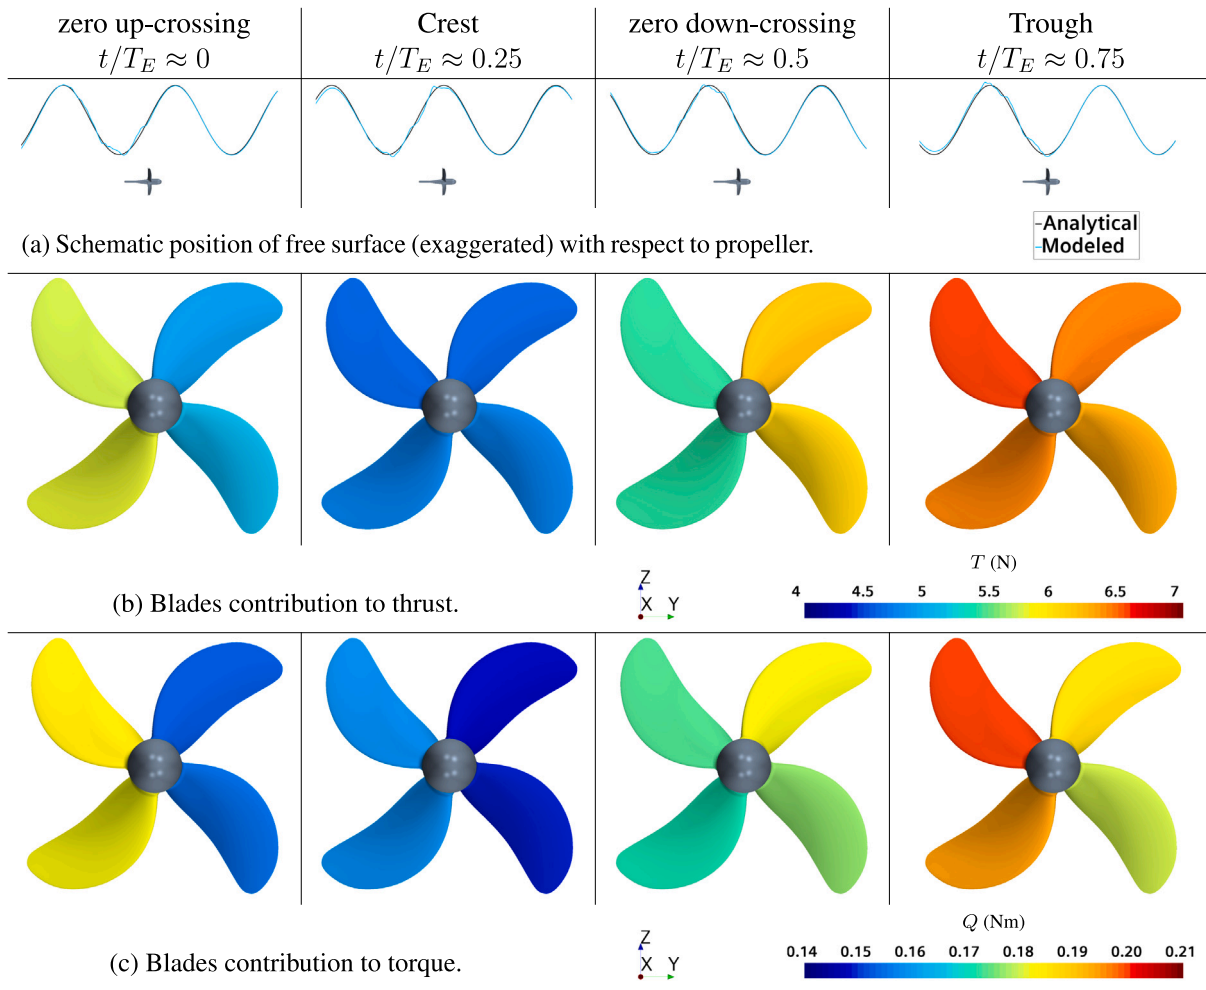 zero up-crossing
t/T_E ≈ 0
Crest
t/T_E ≈ 0.25
zero down-crossing
t/T_E ≈ 0.5
Trough
t/T_E ≈ 0.75
(a) Schematic position of free surface (exaggerated) with respect to propeller.
Analytical
Modeled
(b) Blades contribution to thrust.
Z
X Y
T (N)
4 4.5 5 5.5 6 6.5 7
(c) Blades contribution to torque.
Z
X Y
Q (Nm)
0.14 0.15 0.16 0.17 0.18 0.19 0.20 0.21